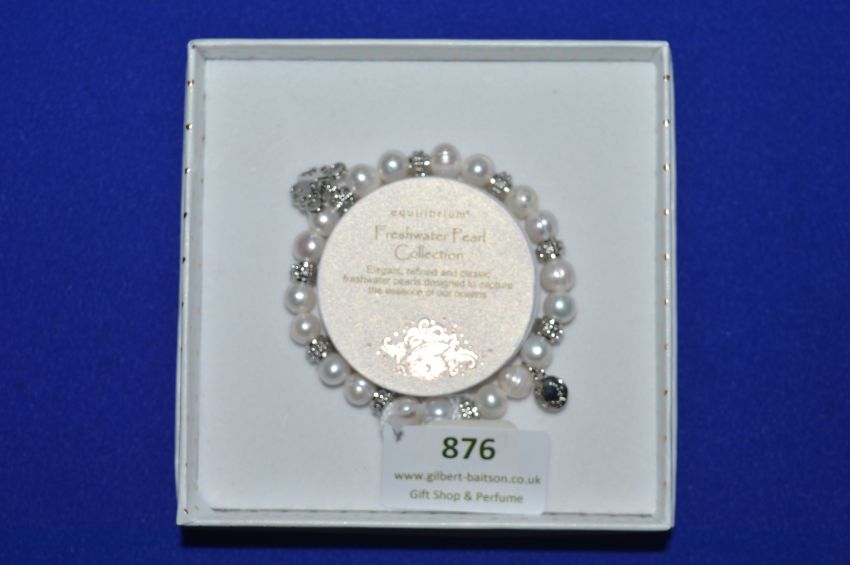 equilibrium®
Freshwater Pearl
Collection
Elegant, refined and classic
freshwater pearls designed to capture
the essence of our oceans
876
www.gilbert-baitson.co.uk
Gift Shop & Perfume